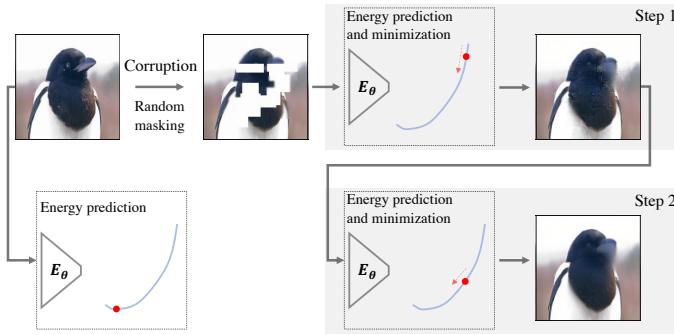 Energy prediction
and minimization
Step 1
Corruption
Random
masking
E_θ
Energy prediction
E_θ
Energy prediction
and minimization
Step 2
E_θ